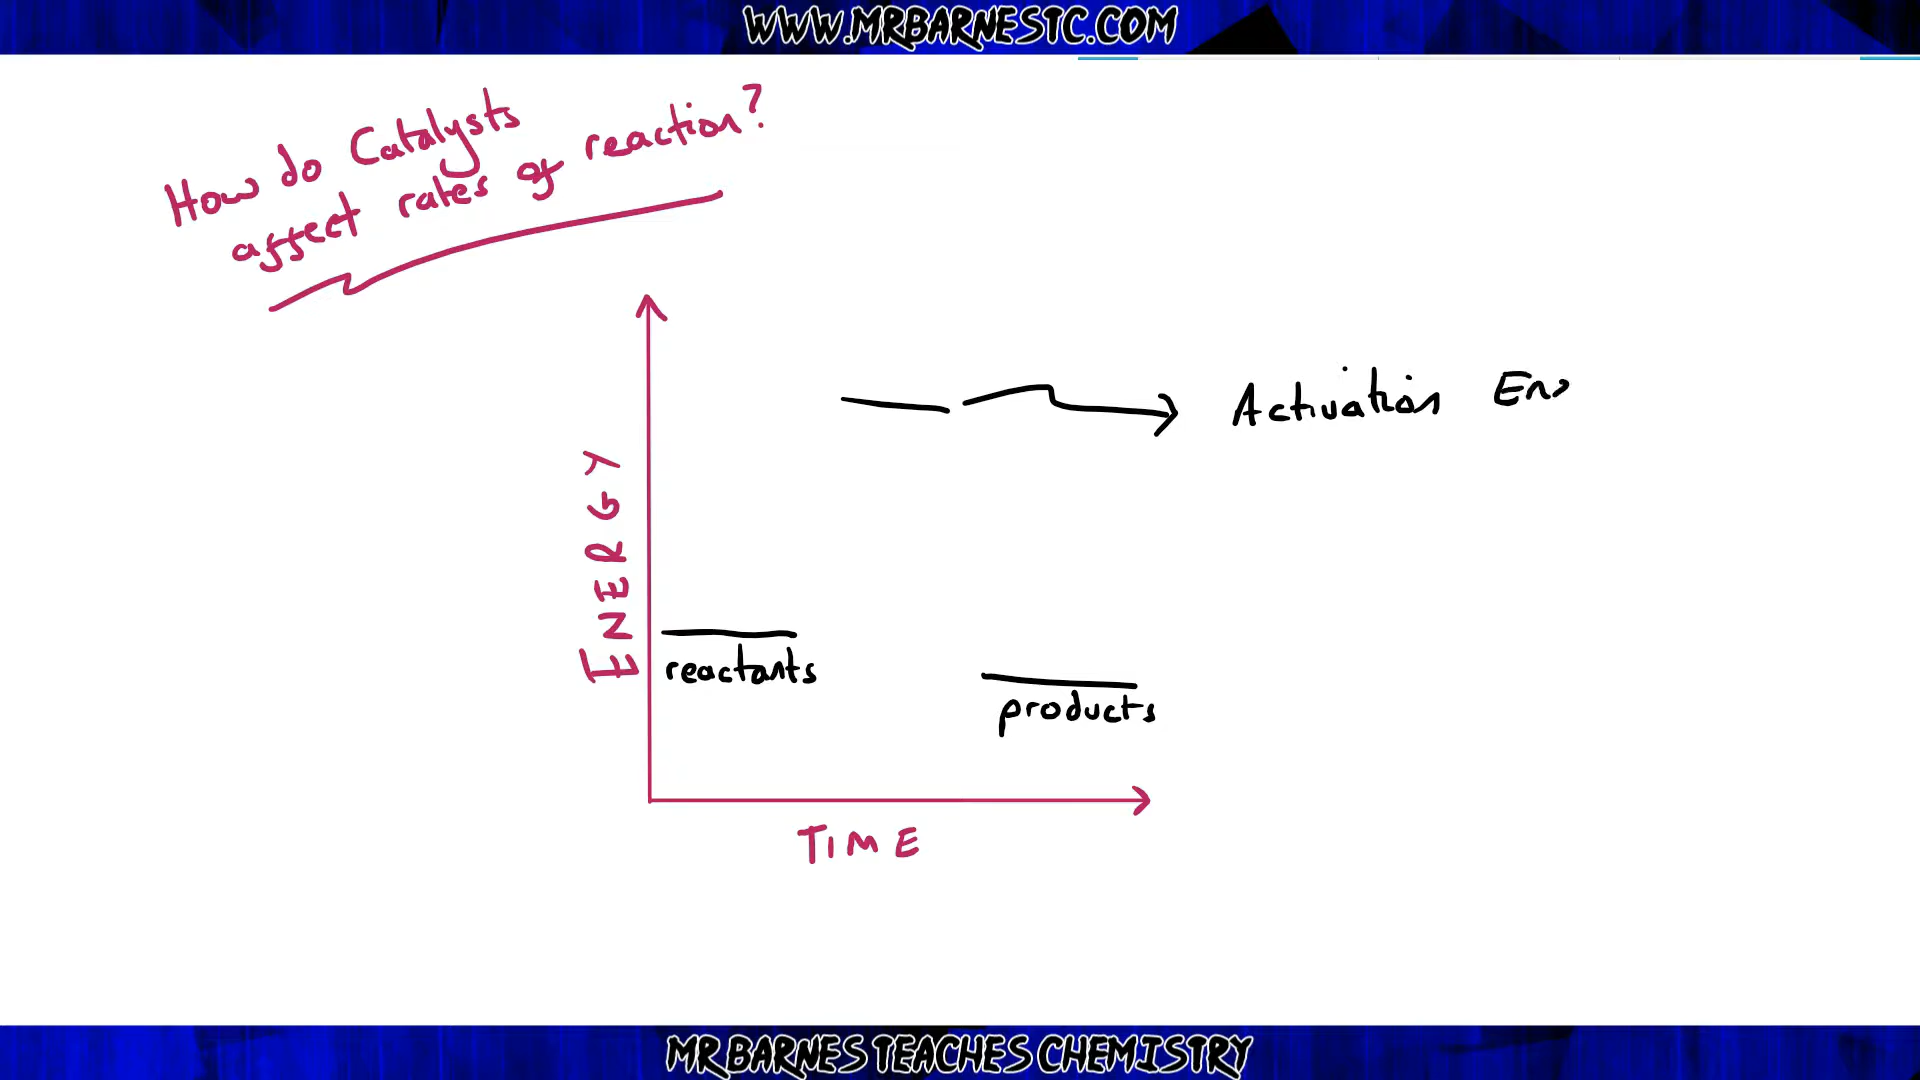 WWW.MRBARNESTC.COM
How do Catalysts
affect rates of reaction?
Activation Ene
ENERGY
reactants
products
TIME
MR BARNES TEACHES CHEMISTRY